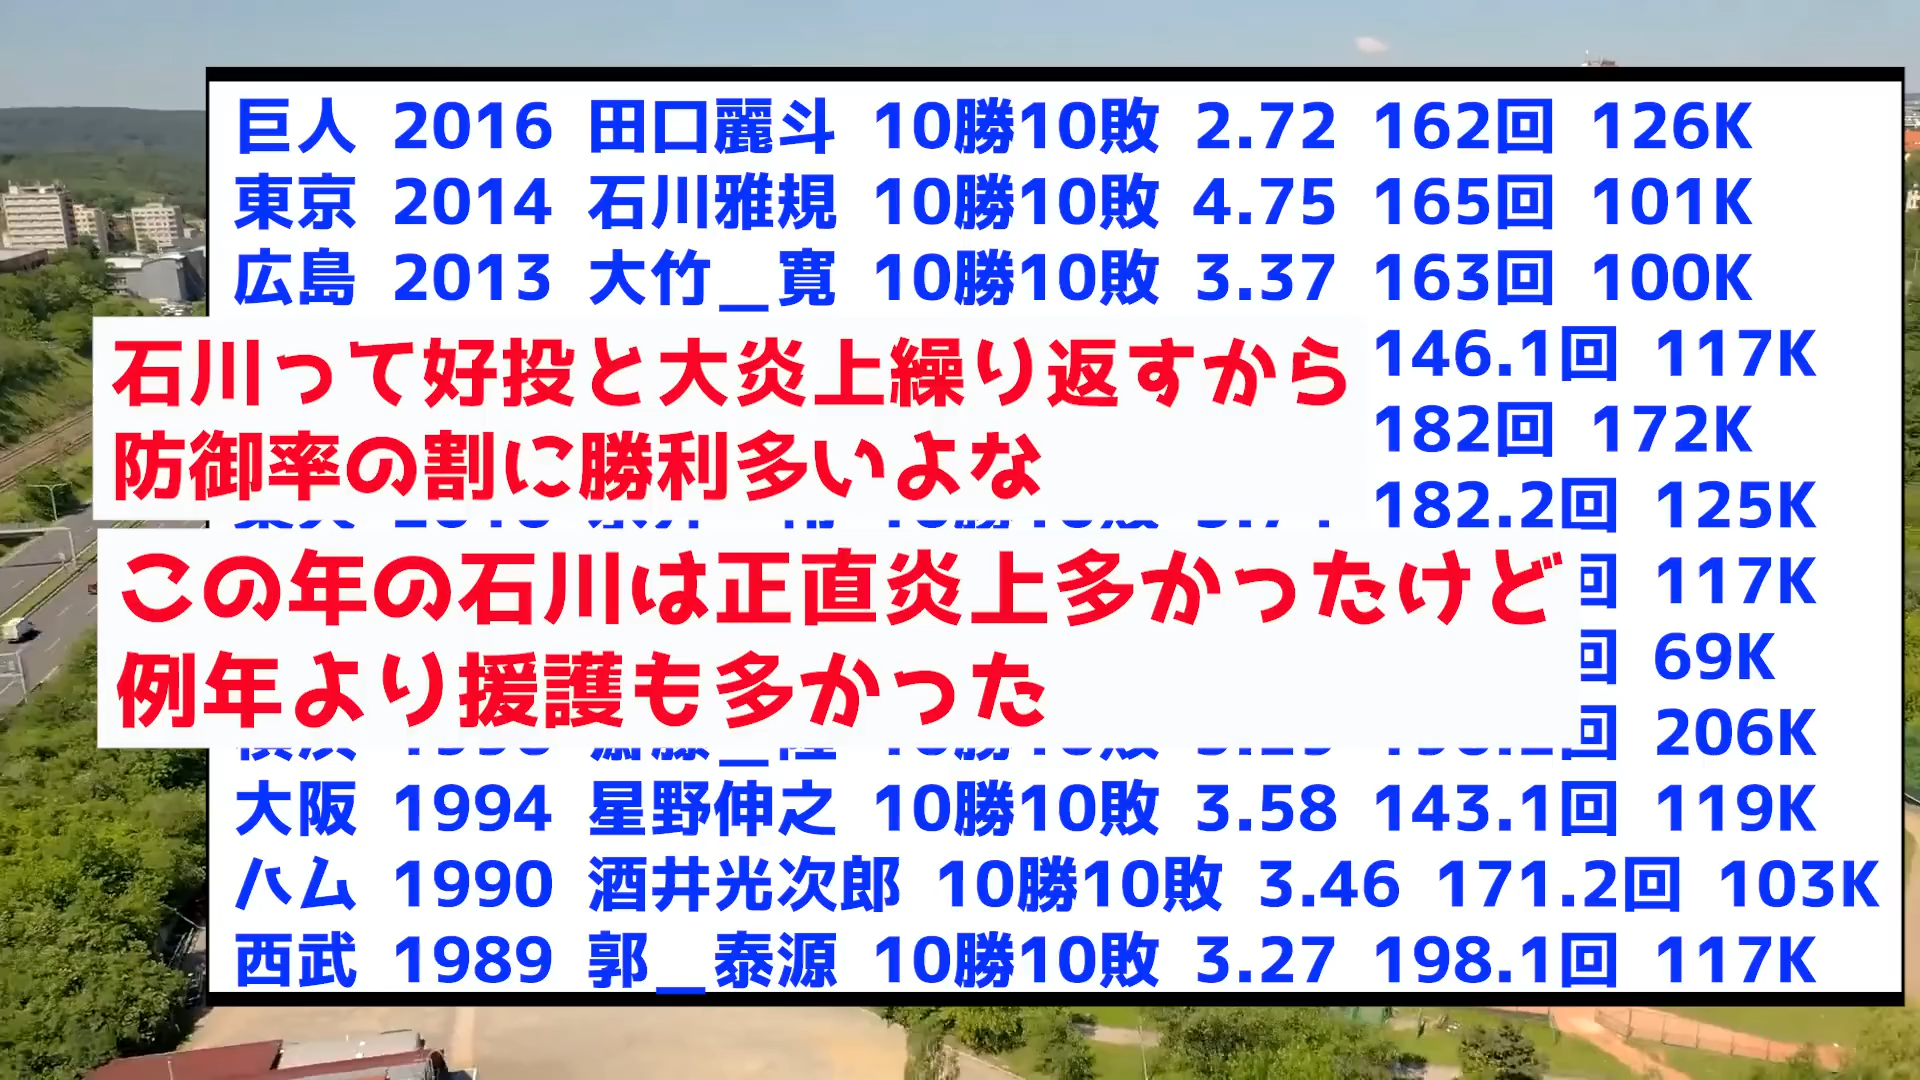 巨人 2016 田口麗斗 10勝10敗 2.72 162回 126K
東京 2014 石川雅規 10勝10敗 4.75 165回 101K
広島 2013 大竹_寛 10勝10敗 3.37 163回 100K
146.1回 117K
石川って好投と大炎上繰り返すから
182回 172K
防御率の割に勝利多いよな
182.2回 125K
この年の石川は正直炎上多かったけど
回 117K
例年より援護も多かった
回 69K
回 206K
大阪 1994 星野伸之 10勝10敗 3.58 143.1回 119K
ハム 1990 酒井光次郎 10勝10敗 3.46 171.2回 103K
西武 1989 郭_泰源 10勝10敗 3.27 198.1回 117K